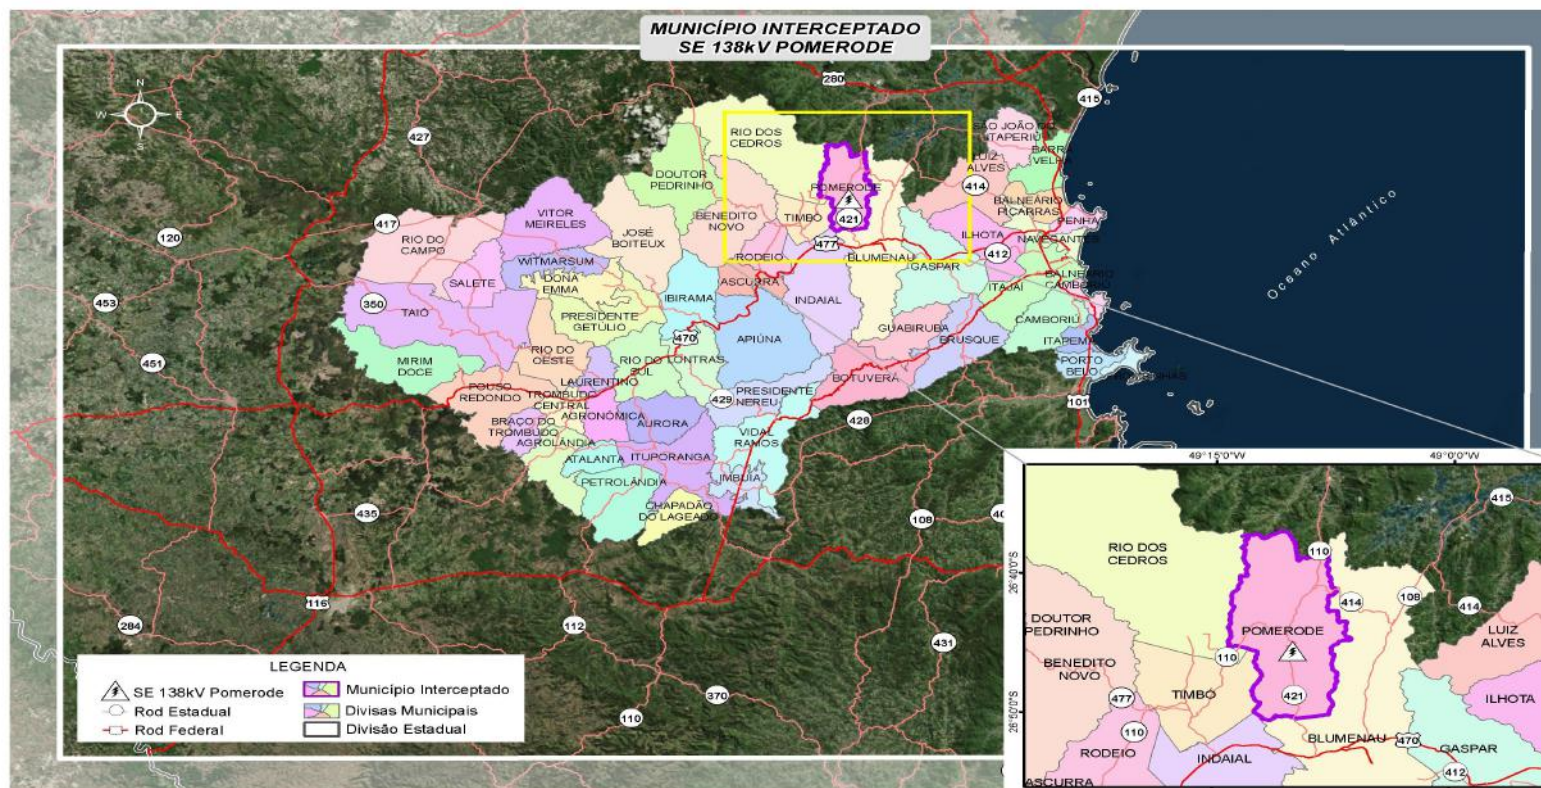 MUNICÍPIO INTERCEPTADO
SE 138kV POMERODE
280
415
N
W
E
S
427
RIO DOS
CEDROS
SÃO JOÃO DO
ITAPERIÚ
BARRA
VELHA
LUIZ
ALVES
414
DOUTOR
PEDRINHO
POMERODE
BALNEÁRIO
PIÇARRAS
PENHA
417
VITOR
MEIRELES
BENEDITO
NOVO
TIMBÓ
421
120
RIO DO
CAMPO
JOSÉ
BOITEUX
477
ILHOTA
NAVEGANTES
412
RODEIO
BLUMENAU
GASPAR
WITMARSUM
SALETE
DONA
EMMA
ASCURRA
BALNEÁRIO
CAMBORIÚ
ITAJAÍ
453
350
TAIÓ
IBIRAMA
INDAIAL
PRESIDENTE
GETÚLIO
CAMBORIÚ
GUABIRUBA
BRUSQUE
470
APIÚNA
ITAPEMA
451
MIRIM
DOCE
RIO DO
OESTE
RIO DO
SUL
LONTRAS
PORTO
BELO
BOTUVERÁ
LAURENTINO
POUSO
REDONDO
TROMBUDO
CENTRAL
429
PRESIDENTE
NEREU
101
AGRONÔMICA
AURORA
428
BRAÇO DO
TROMBUDO
AGROLÂNDIA
VIDAL
RAMOS
ATALANTA
ITUPORANGA
PETROLÂNDIA
IMBUIA
CHAPADÃO
DO LAGEADO
435
108
116
284
112
431
370
110
Oceano Atlântico
LEGENDA
SE 138kV Pomerode
Município Interceptado
Rod Estadual
Divisas Municipais
Rod Federal
Divisão Estadual
49°15'0"W
49°0'0"W
26°40'0"S
26°50'0"S
415
RIO DOS
CEDROS
110
108
414
414
DOUTOR
PEDRINHO
POMERODE
LUIZ
ALVES
110
BENEDITO
NOVO
TIMBÓ
421
477
ILHOTA
110
BLUMENAU
470
RODEIO
INDAIAL
GASPAR
412
ASCURRA